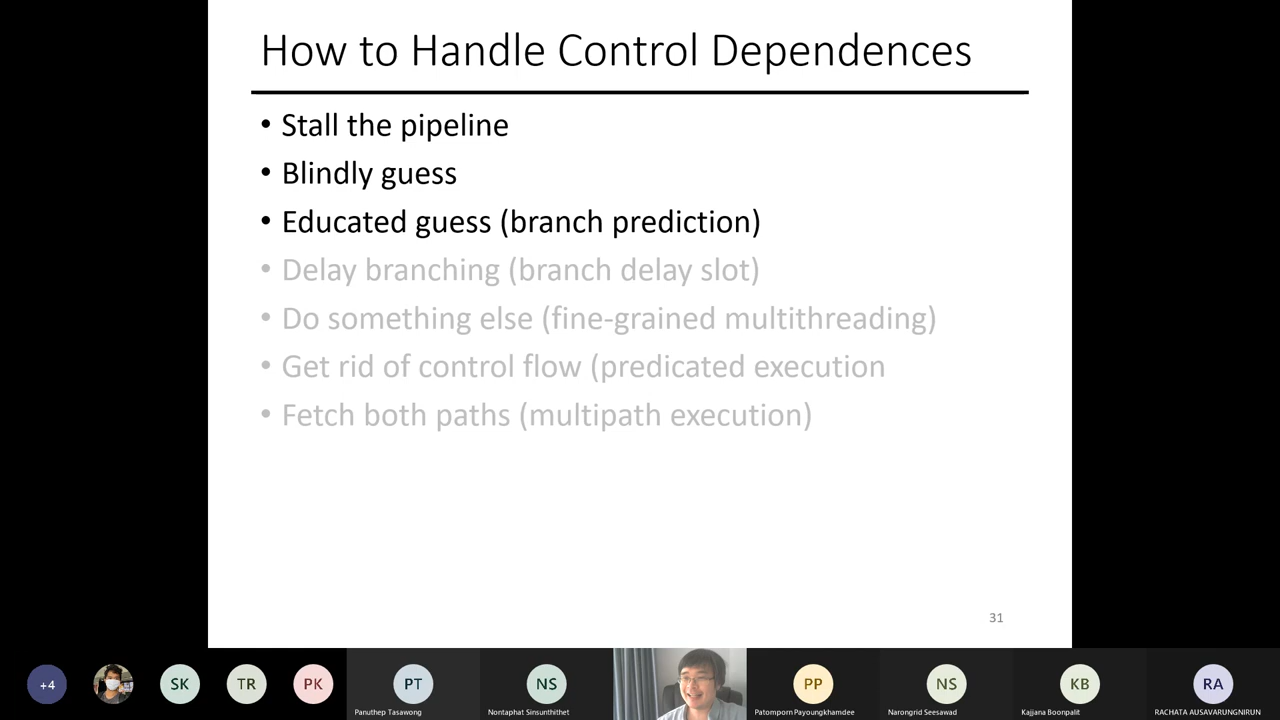 How to Handle Control Dependences
• Stall the pipeline
• Blindly guess
• Educated guess (branch prediction)
• Delay branching (branch delay slot)
• Do something else (fine-grained multithreading)
• Get rid of control flow (predicated execution
• Fetch both paths (multipath execution)
31
+4
SK
TR
PK
PT
NS
PP
NS
KB
RA
Panuthep Tasawong
Nontaphat Sinsunthithet
Patomporn Payoungkhamdee
Narongrid Seesawad
Kajjana Boonpalit
RACHATA AUSAVARUNGNIRUN